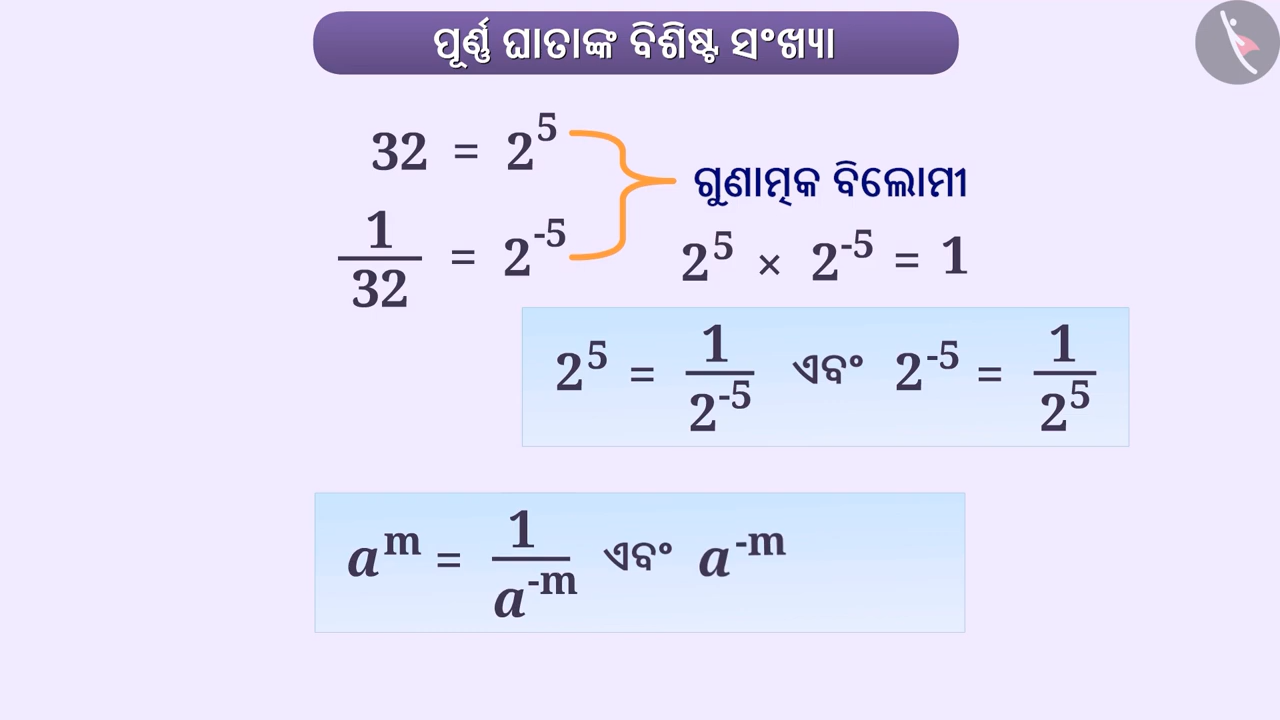 ପୂର୍ଣ୍ଣ ଘାତାଙ୍କ ବିଶିଷ୍ଟ ସଂଖ୍ୟା
32 = 2^5
1/32 = 2^-5
ଗୁଣାତ୍ମକ ବିଲୋମୀ
2^5 × 2^-5 = 1
2^5 = 1/2^-5 ଏବଂ 2^-5 = 1/2^5
a^m = 1/a^-m ଏବଂ a^-m